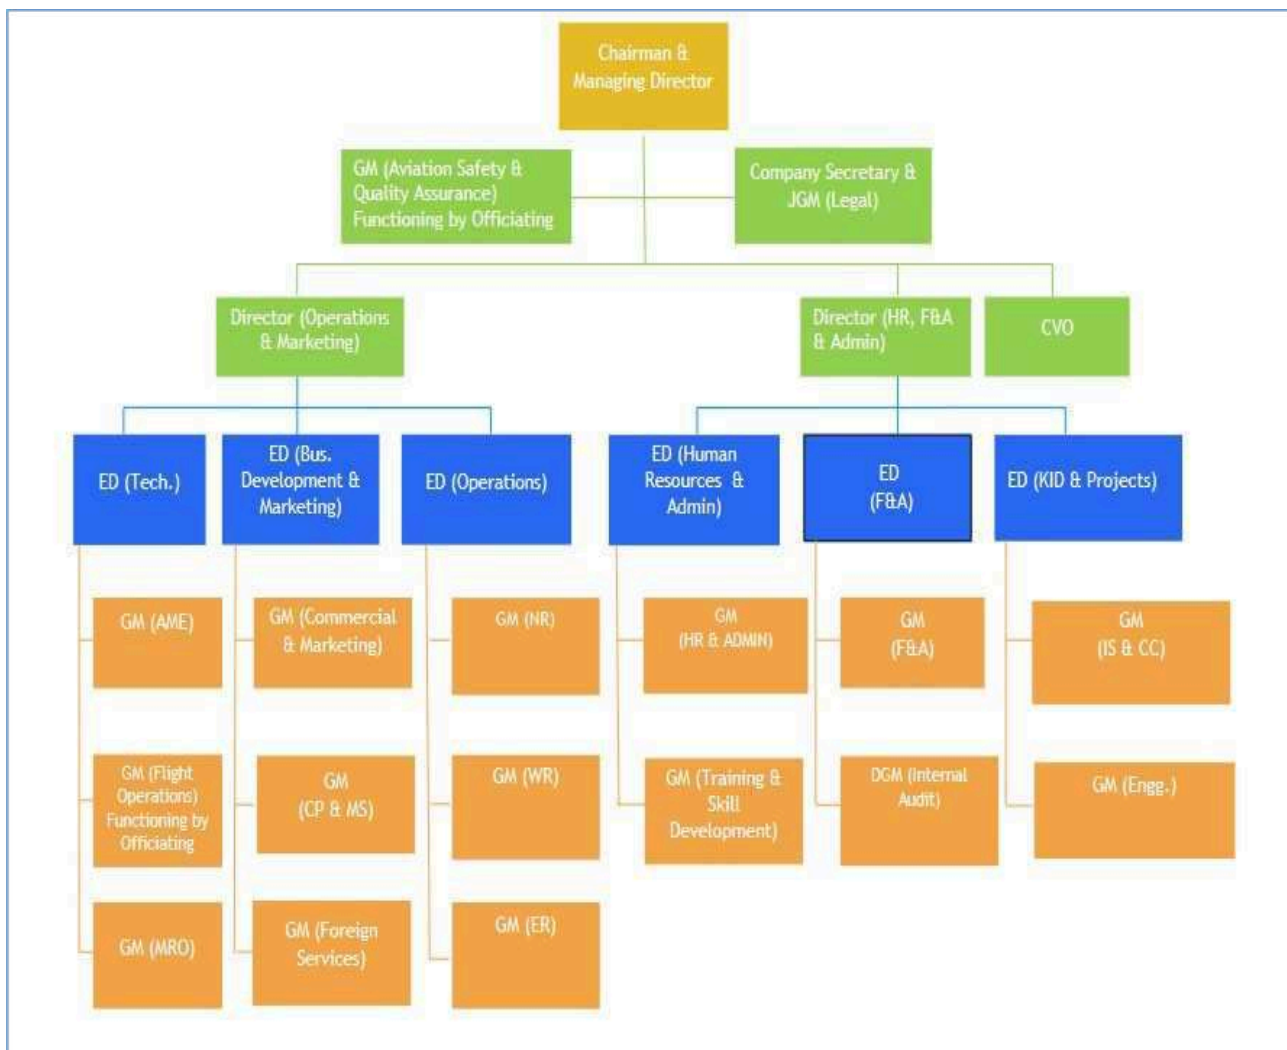 Chairman &
Managing Director
GM (Aviation Safety &
Quality Assurance)
Functioning by Officiating
Company Secretary &
JGM (Legal)
Director (Operations
& Marketing)
Director (HR, F&A
& Admin)
CVO
ED (Tech.)
ED (Bus.
Development &
Marketing)
ED (Operations)
ED (Human
Resources &
Admin)
ED
(F&A)
ED (KID & Projects)
GM (AME)
GM (Commercial
& Marketing)
GM (NR)
GM
(HR & ADMIN)
GM
(F&A)
GM
(IS & CC)
GM (Flight
Operations)
Functioning by
Officiating
GM
(CP & MS)
GM (WR)
GM (Training &
Skill
Development)
DGM (Internal
Audit)
GM (Engg.)
GM (MRO)
GM (Foreign
Services)
GM (ER)